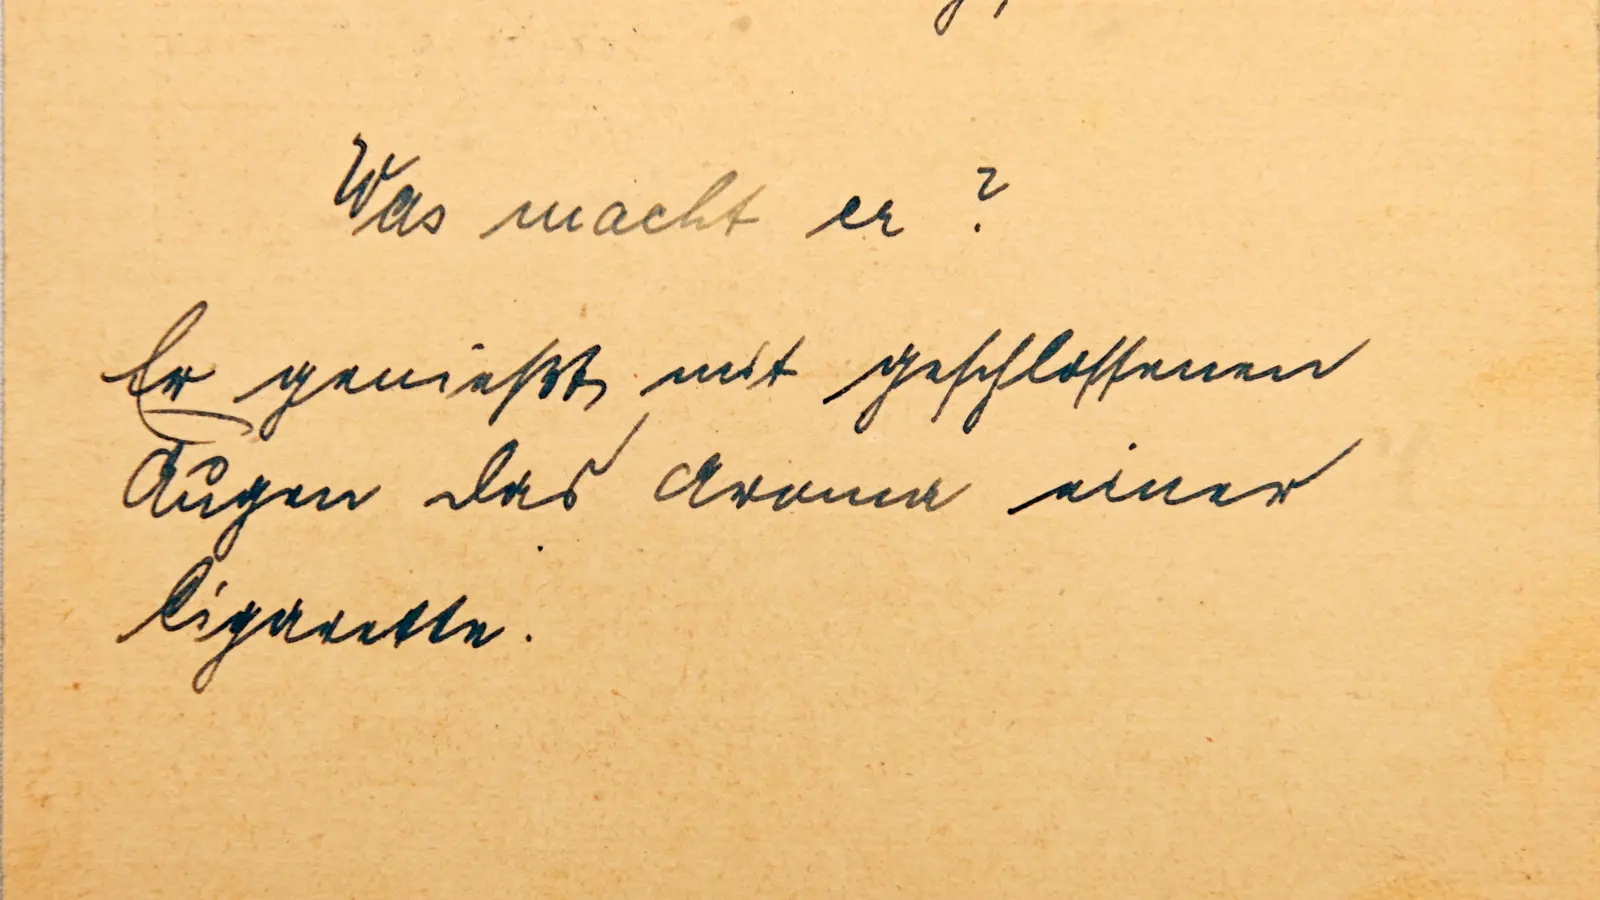 Was macht er?
Er genießt mit geschlossenen
Augen das Aroma einer
Cigarette.